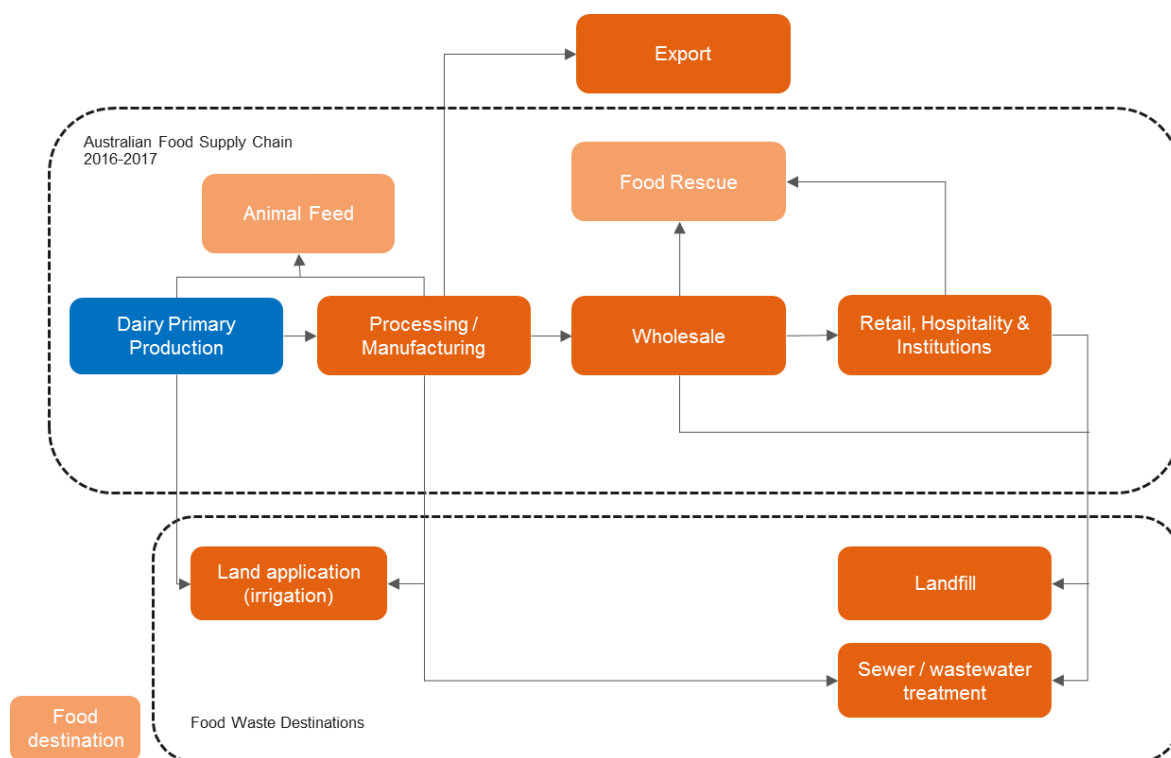 Export
Australian Food Supply Chain
2016-2017
Food Rescue
Animal Feed
Dairy Primary
Production
Processing /
Manufacturing
Wholesale
Retail, Hospitality &
Institutions
Land application
(irrigation)
Landfill
Sewer / wastewater
treatment
Food
destination
Food Waste Destinations